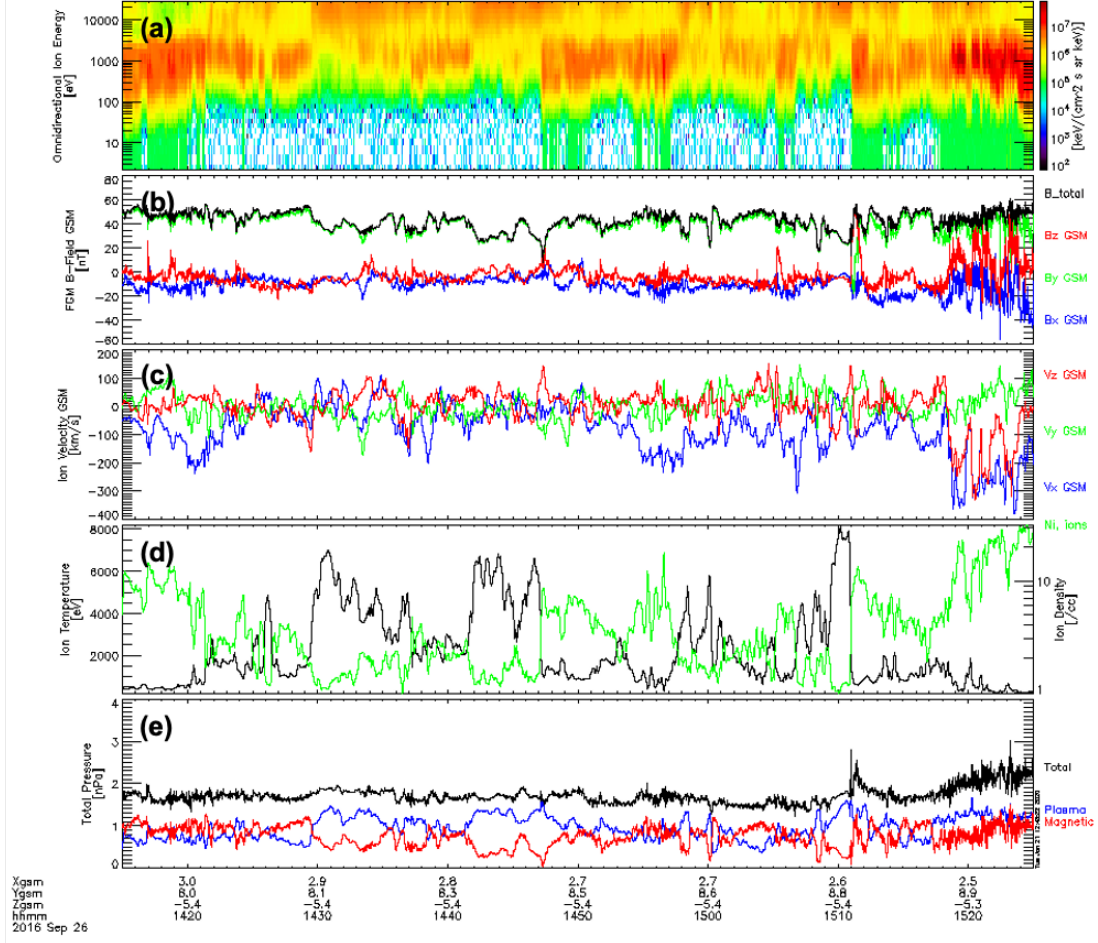 (a)
Omnidirectional Ion Energy
[eV]
10000
1000
100
10
10⁷
10⁶
10⁵
10⁴
10³
10²
[keV/(cm2 s sr keV)]
(b)
FGM B-Field GSM
[nT]
80
60
40
20
0
-20
-40
-60
B_total
Bz GSM
By GSM
Bx GSM
(c)
Ion Velocity GSM
[km/s]
200
100
0
-100
-200
-300
-400
Vz GSM
Vy GSM
Vx GSM
Ni, ions
(d)
Ion Temperature
[eV]
8000
6000
4000
2000
10
1
Ion_Density
[/cc]
(e)
Total Pressure
[nPa]
4
3
2
1
0
Total
Plasma
Magnetic
Xgsm 3.0 2.9 2.8 2.7 2.6 2.6 2.5
Ygsm 8.0 8.1 8.3 8.5 8.6 8.8 8.9
Zgsm -5.4 -5.4 -5.4 -5.4 -5.4 -5.4 -5.3
hhmm 1420 1430 1440 1450 1500 1510 1520
2016 Sep 26